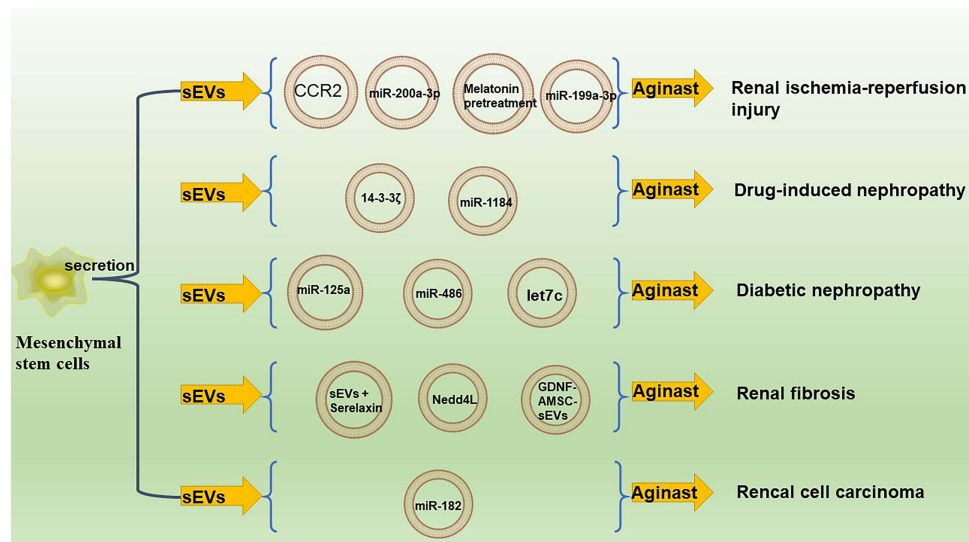 sEVs
CCR2
miR-200a-3p
Melatonin
pretreatment
miR-199a-3p
Aginast
Renal ischemia-reperfusion
injury
sEVs
14-3-3ζ
miR-1184
Aginast
Drug-induced nephropathy
secretion
Mesenchymal
stem cells
sEVs
miR-125a
miR-486
let7c
Aginast
Diabetic nephropathy
sEVs
sEVs +
Serelaxin
Nedd4L
GDNF-
AMSC-
sEVs
Aginast
Renal fibrosis
sEVs
miR-182
Aginast
Rencal cell carcinoma